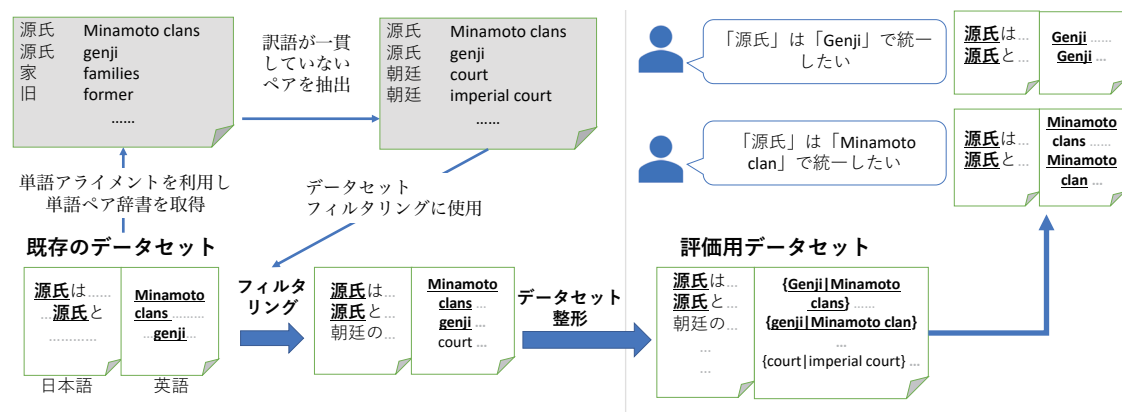 源氏 Minamoto clans
源氏 genji
家 families
旧 former
......
訳語が一貫
していない
ペアを抽出
源氏 Minamoto clans
源氏 genji
朝廷 court
朝廷 imperial court
......
単語アライメントを利用し
単語ペア辞書を取得
データセット
フィルタリングに使用
既存のデータセット
源氏は......
...源氏と
............
日本語
Minamoto
clans .........
...genji...
英語
フィルタ
リング
源氏は...
源氏と...
朝廷の...
Minamoto
clans ...
genji ...
court ...
データセット
整形
「源氏」は「Genji」で統一
したい
源氏は...
源氏と...
Genji ......
Genji ...
「源氏」は「Minamoto
clan」で統一したい
源氏は...
源氏と...
Minamoto
clans ......
Minamoto
clan ...
評価用データセット
源氏は...
源氏と...
朝廷の...
...
...
{Genji|Minamoto
clans} ......
{genji|Minamoto clan}
...
{court|imperial court} ...